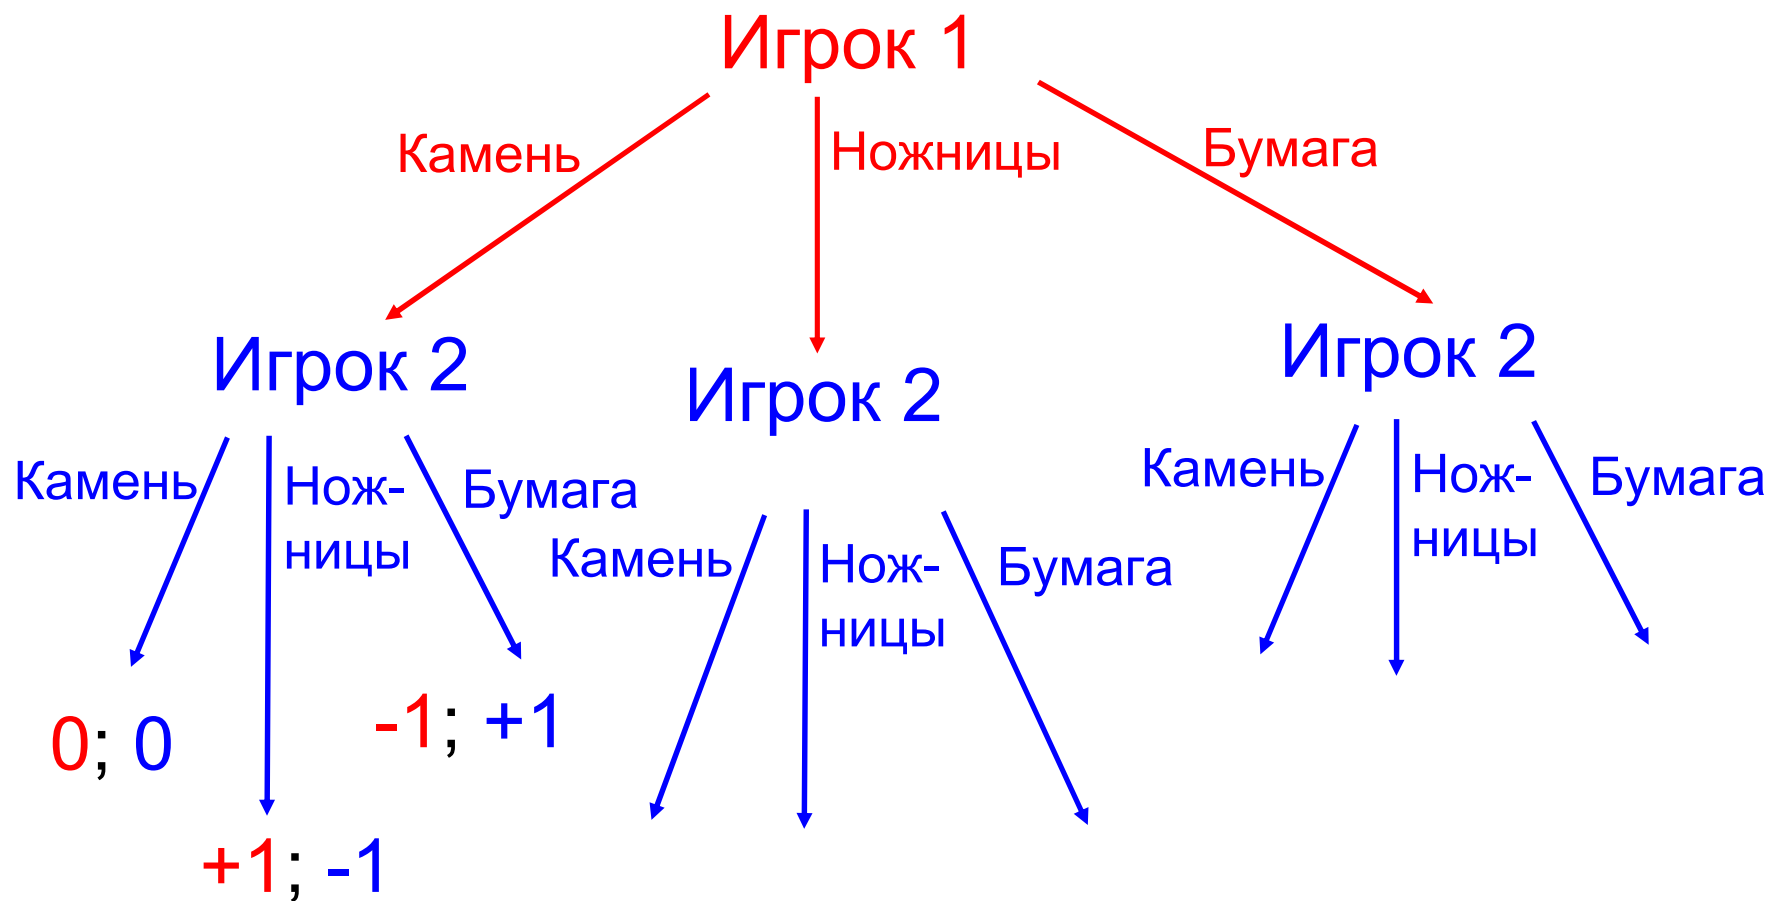 Игрок 1
Камень
Ножницы
Бумага
Игрок 2
Игрок 2
Игрок 2
Камень
Нож-
ницы
Бумага
Камень
Нож-
ницы
Бумага
Камень
Нож-
ницы
Бумага
0; 0
-1; +1
+1; -1